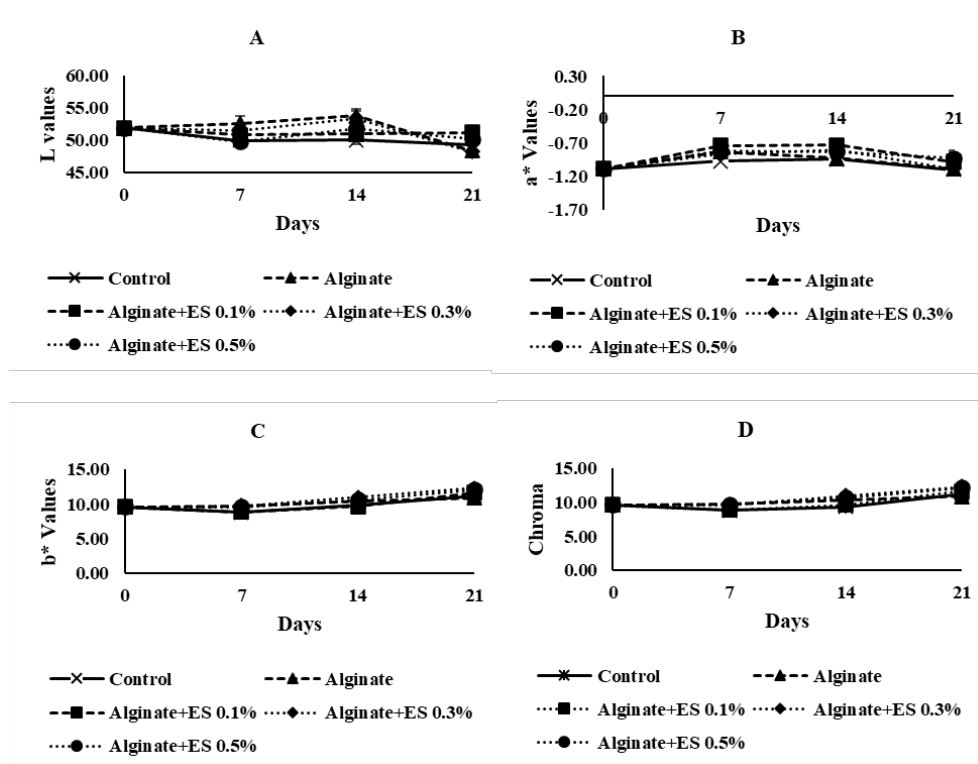 A
60.00
55.00
50.00
45.00
L values
0 7 14 21
Days
Control Alginate
Alginate+ES 0.1% Alginate+ES 0.3%
Alginate+ES 0.5%
B
0.30
-0.20
-0.70
-1.20
-1.70
a* Values
0 7 14 21
Days
Control Alginate
Alginate+ES 0.1% Alginate+ES 0.3%
Alginate+ES 0.5%
C
15.00
10.00
5.00
0.00
b* Values
0 7 14 21
Days
Control Alginate
Alginate+ES 0.1% Alginate+ES 0.3%
Alginate+ES 0.5%
D
15.00
10.00
5.00
0.00
Chroma
0 7 14 21
Days
Control Alginate
Alginate+ES 0.1% Alginate+ES 0.3%
Alginate+ES 0.5%